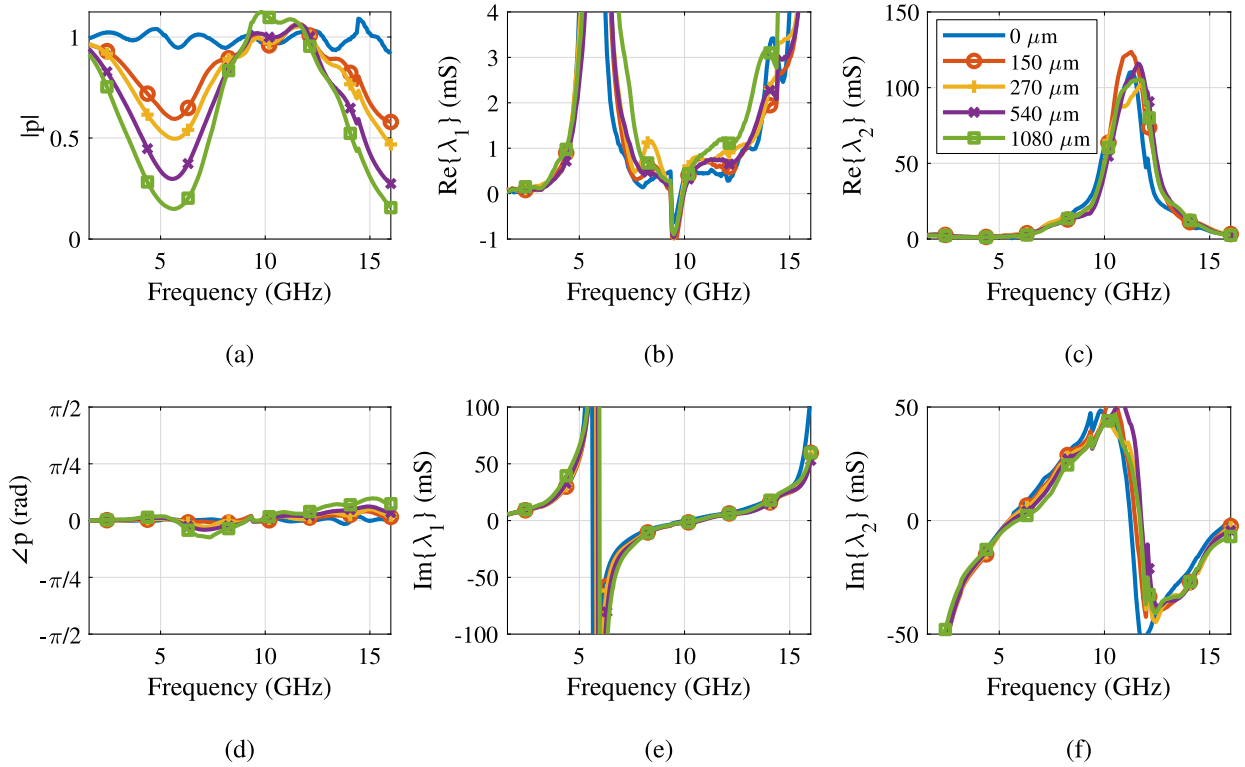 1
0.5
0
|p|
5 10 15
Frequency (GHz)
(a)
4
3
2
1
0
-1
Re{λ1} (mS)
5 10 15
Frequency (GHz)
(b)
150
100
50
0
Re{λ2} (mS)
0 μm
150 μm
270 μm
540 μm
1080 μm
5 10 15
Frequency (GHz)
(c)
π/2
π/4
0
-π/4
-π/2
∠p (rad)
5 10 15
Frequency (GHz)
(d)
100
50
0
-50
-100
Im{λ1} (mS)
5 10 15
Frequency (GHz)
(e)
50
0
-50
Im{λ2} (mS)
5 10 15
Frequency (GHz)
(f)